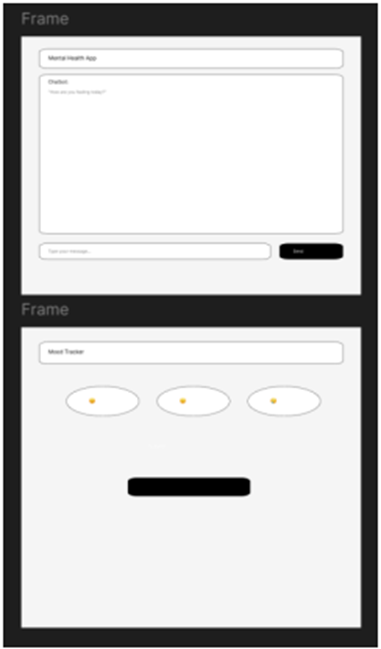 Frame
Mental Health App
Chatbot
"How are you feeling today?"
Type your message...
Send
Frame
Mood Tracker